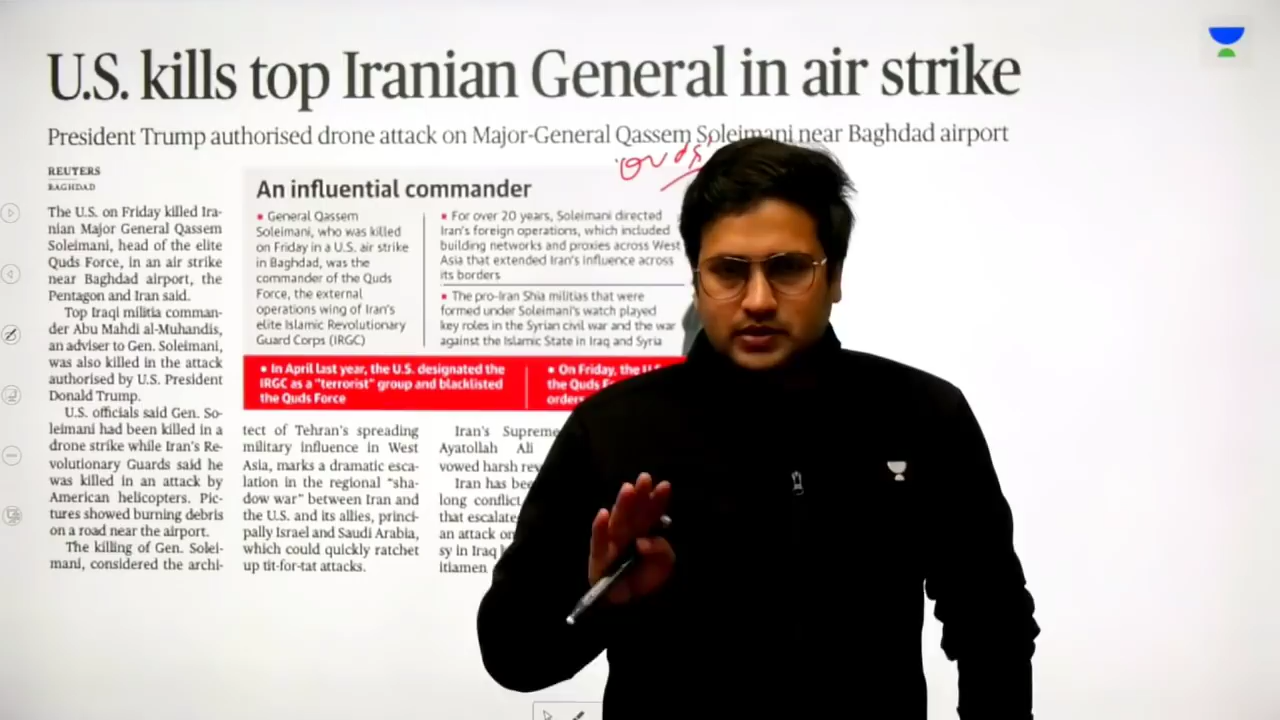 U.S. kills top Iranian General in air strike
President Trump authorised drone attack on Major-General Qassem Soleimani near Baghdad airport
'Quds'
REUTERS
BAGHDAD
The U.S. on Friday killed Ira-
nian Major General Qassem
Soleimani, head of the elite
Quds Force, in an air strike
near Baghdad airport, the
Pentagon and Iran said.
Top Iraqi militia comman-
der Abu Mahdi al-Muhandis,
an adviser to Gen. Soleimani,
was also killed in the attack
authorised by U.S. President
Donald Trump.
U.S. officials said Gen. So-
leimani had been killed in a
drone strike while Iran's Re-
volutionary Guards said he
was killed in an attack by
American helicopters. Pic-
tures showed burning debris
on a road near the airport.
The killing of Gen. Solei-
mani, considered the archi-
An influential commander
▪ General Qassem
Soleimani, who was killed
on Friday in a U.S. air strike
in Baghdad, was the
commander of the Quds
Force, the external
operations wing of Iran's
elite Islamic Revolutionary
Guard Corps (IRGC)
▪ For over 20 years, Soleimani directed
Iran's foreign operations, which included
building networks and proxies across West
Asia that extended Iran's influence across
its borders
▪ The pro-Iran Shia militias that were
formed under Soleimani's watch played
key roles in the Syrian civil war and the war
against the Islamic State in Iraq and Syria
• In April last year, the U.S. designated the
IRGC as a "terrorist" group and blacklisted
the Quds Force
• On Friday, the
the Quds
tect of Tehran's spreading
military influence in West
Asia, marks a dramatic esca-
lation in the regional "sha-
dow war" between Iran and
the U.S. and its allies, princi-
pally Israel and Saudi Arabia,
which could quickly ratchet
up tit-for-tat attacks.
Iran's Supreme
Ayatollah Ali
vowed harsh
Iran has
long conflict
that
an attack on
sy in Iraq